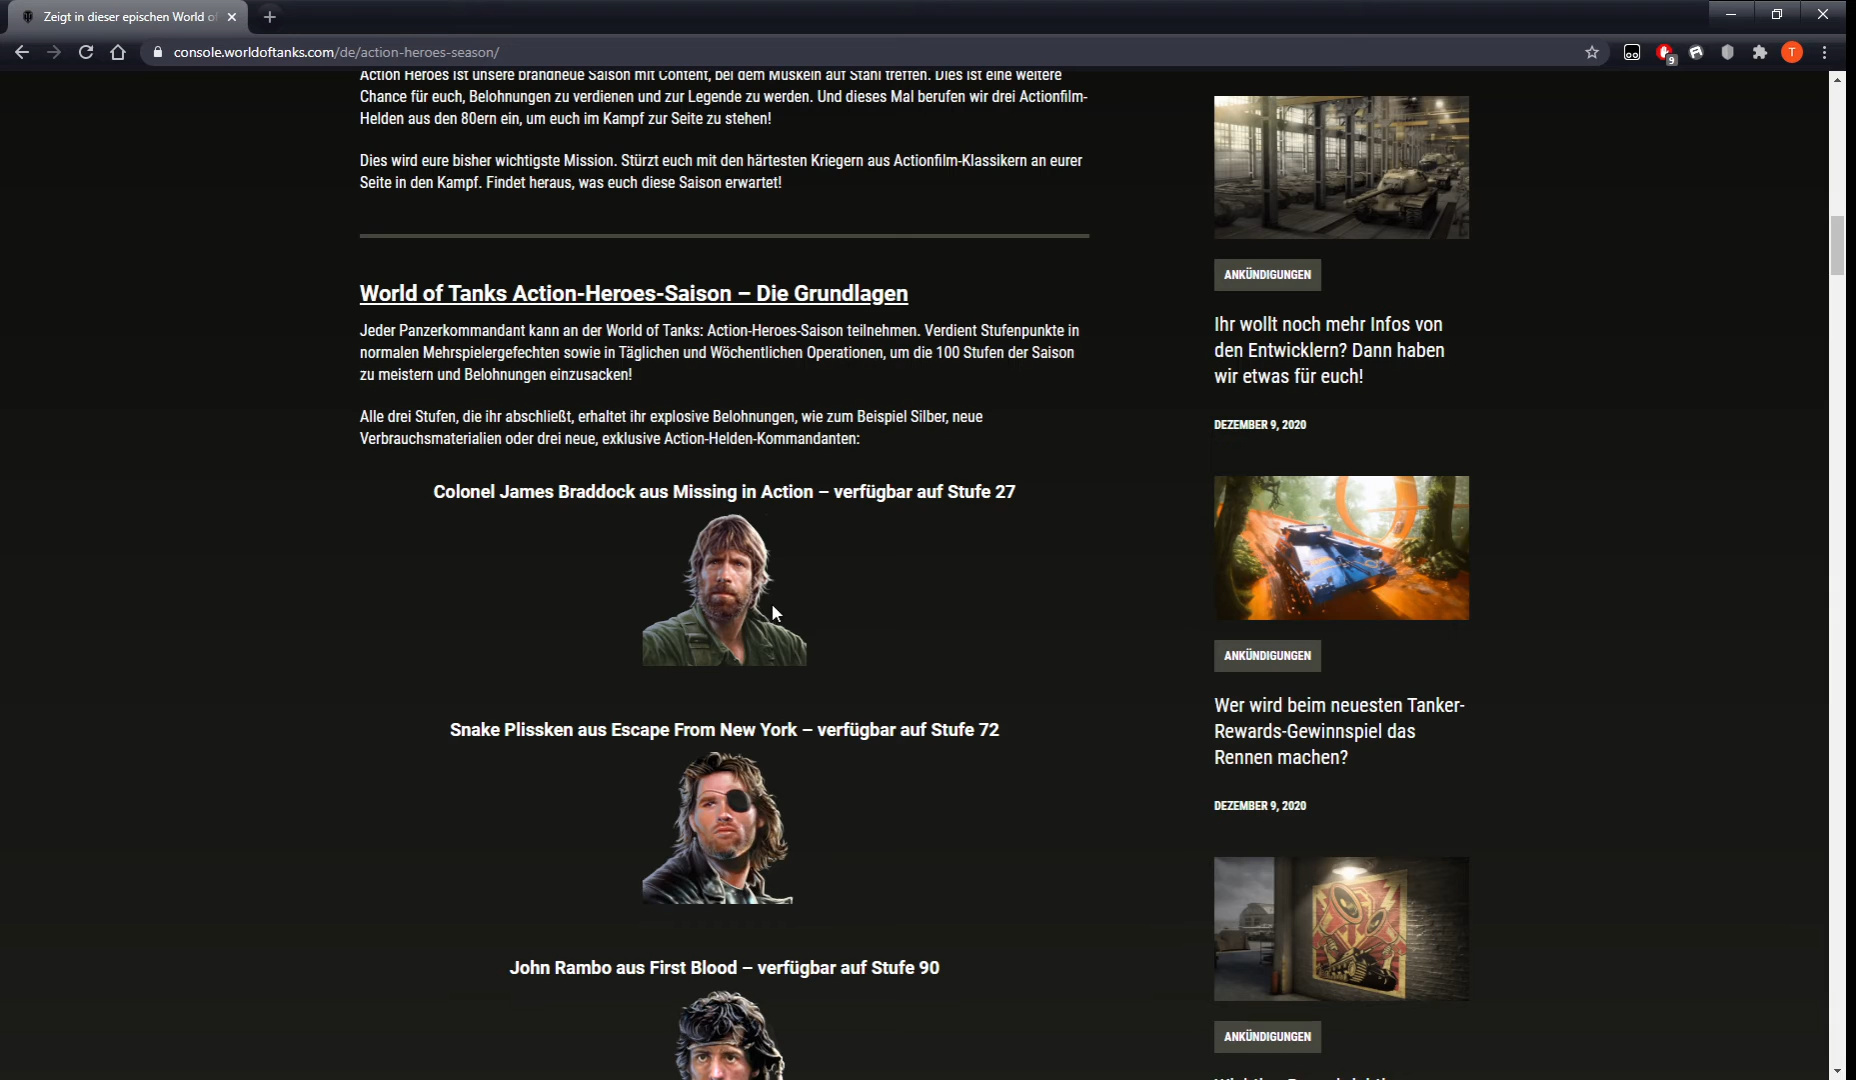 Zeigt in dieser epischen World of
console.worldoftanks.com/de/action-heroes-season/
9
T
Action Heroes ist unsere brandneue Saison mit Content, bei dem Muskeln auf Stahl treffen. Dies ist eine weitere
Chance für euch, Belohnungen zu verdienen und zur Legende zu werden. Und dieses Mal berufen wir drei Actionfilm-
Helden aus den 80ern ein, um euch im Kampf zur Seite zu stehen!
Dies wird eure bisher wichtigste Mission. Stürzt euch mit den härtesten Kriegern aus Actionfilm-Klassikern an eurer
Seite in den Kampf. Findet heraus, was euch diese Saison erwartet!
World of Tanks Action-Heroes-Saison – Die Grundlagen
Jeder Panzerkommandant kann an der World of Tanks: Action-Heroes-Saison teilnehmen. Verdient Stufenpunkte in
normalen Mehrspielergefechten sowie in Täglichen und Wöchentlichen Operationen, um die 100 Stufen der Saison
zu meistern und Belohnungen einzusacken!
Alle drei Stufen, die ihr abschließt, erhaltet ihr explosive Belohnungen, wie zum Beispiel Silber, neue
Verbrauchsmaterialien oder drei neue, exklusive Action-Helden-Kommandanten:
Colonel James Braddock aus Missing in Action – verfügbar auf Stufe 27
Snake Plissken aus Escape From New York – verfügbar auf Stufe 72
John Rambo aus First Blood – verfügbar auf Stufe 90
ANKÜNDIGUNGEN
Ihr wollt noch mehr Infos von
den Entwicklern? Dann haben
wir etwas für euch!
DEZEMBER 9, 2020
ANKÜNDIGUNGEN
Wer wird beim neuesten Tanker-
Rewards-Gewinnspiel das
Rennen machen?
DEZEMBER 9, 2020
ANKÜNDIGUNGEN